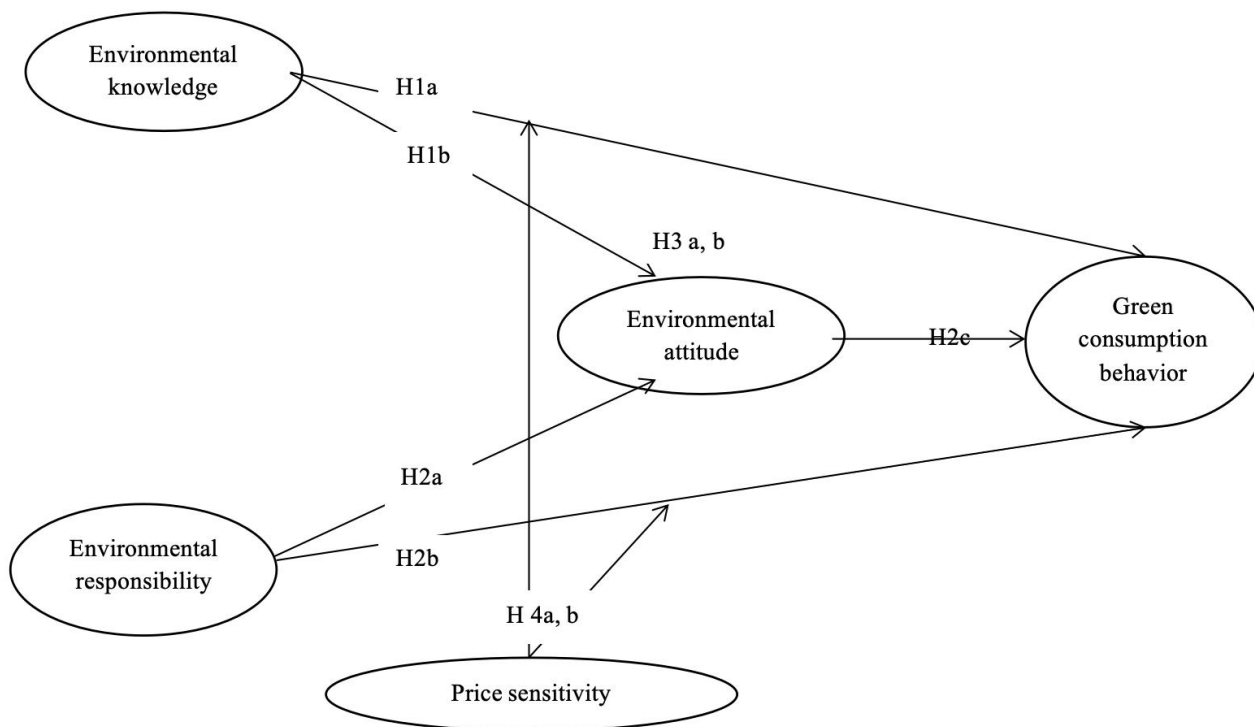 Environmental
knowledge
H1a
H1b
H3 a, b
Environmental
attitude
H2c
Green
consumption
behavior
H2a
Environmental
responsibility
H2b
H 4a, b
Price sensitivity